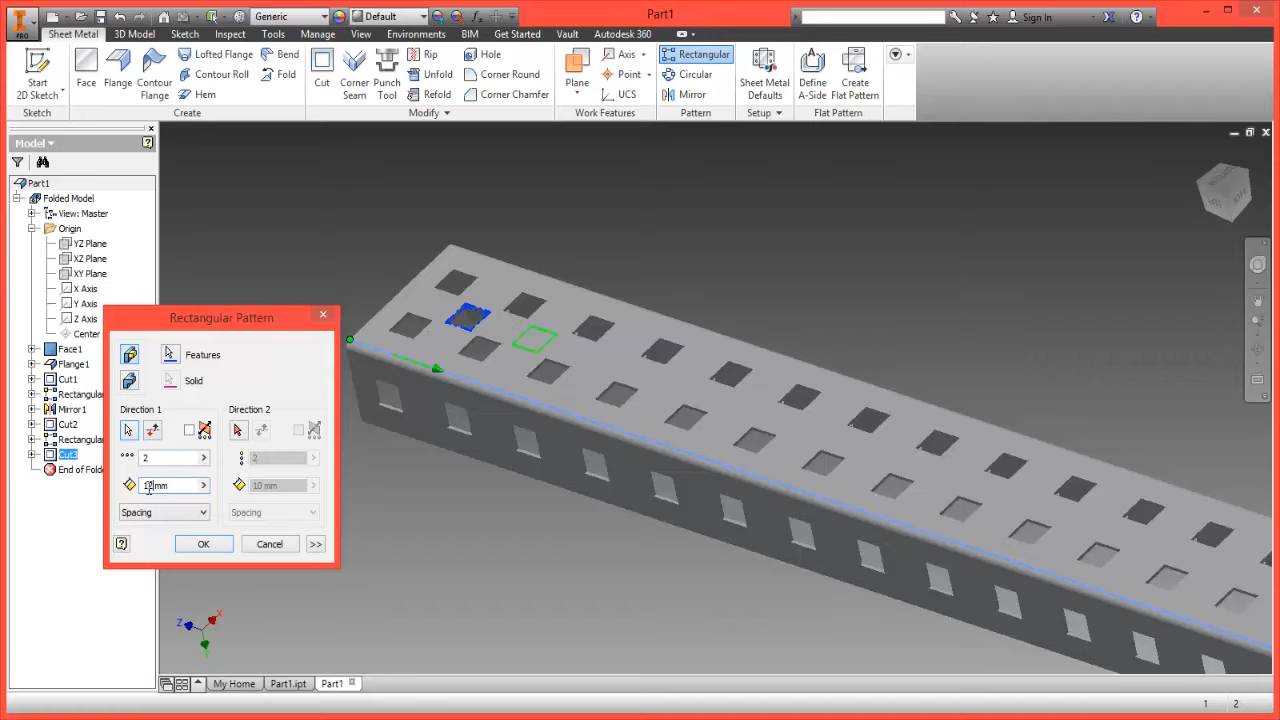 PRO
Generic
Default
fx
Part1
Sign In
Sheet Metal
3D Model
Sketch
Inspect
Tools
Manage
View
Environments
BIM
Get Started
Vault
Autodesk 360
Start
2D Sketch
Face
Flange
Contour
Flange
Lofted Flange
Contour Roll
Hem
Bend
Fold
Cut
Corner
Seam
Punch
Tool
Rip
Unfold
Refold
Hole
Corner Round
Corner Chamfer
Plane
Axis
Point
UCS
Rectangular
Circular
Mirror
Sheet Metal
Defaults
Define
A-Side
Create
Flat Pattern
Sketch
Create
Modify
Work Features
Pattern
Setup
Flat Pattern
Model
Part1
Folded Model
View: Master
Origin
YZ Plane
XZ Plane
XY Plane
X Axis
Y Axis
Z Axis
Center
Face1
Flange1
Cut1
Rectangular
Mirror1
Cut2
Rectangular
Cut3
End of Folde
Rectangular Pattern
Features
Solid
Direction 1
Direction 2
2
2
10 mm
Spacing
Spacing
OK
Cancel
>>
Z
X
My Home
Part1.ipt
Part1
1
2